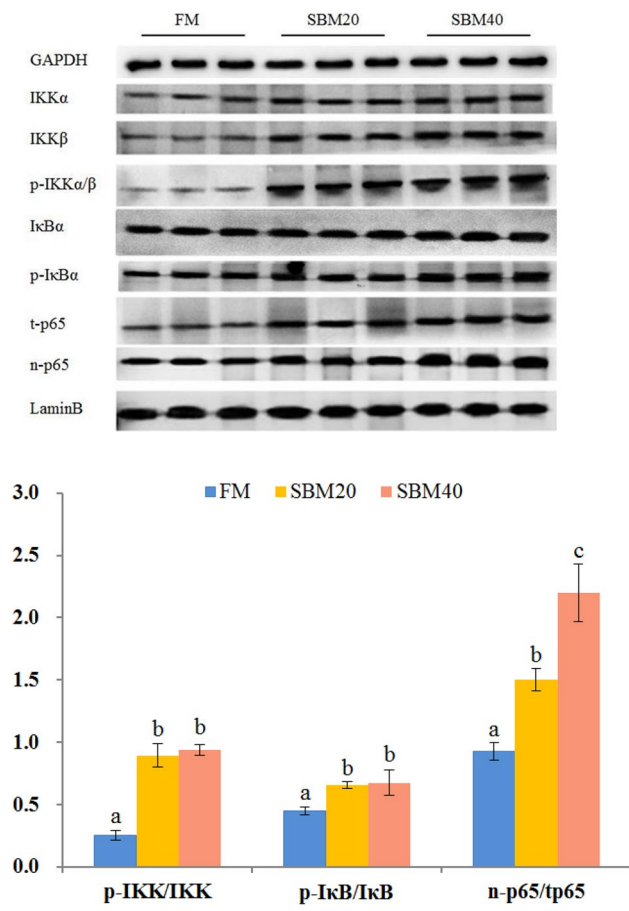 FM SBM20 SBM40
GAPDH
IKKα
IKKβ
p-IKKα/β
IκBα
p-IκBα
t-p65
n-p65
LaminB
3.0
FM SBM20 SBM40
2.5
c
2.0
b
1.5
b b
a
1.0
b b
a
0.5
a
0.0
p-IKK/IKK p-IκB/IκB n-p65/tp65